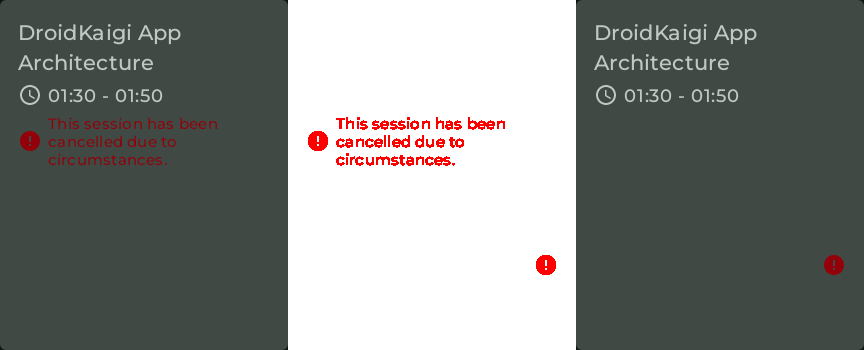 DroidKaigi App
Architecture
01:30 - 01:50
This session has been
cancelled due to
circumstances.
This session has been
cancelled due to
circumstances.
DroidKaigi App
Architecture
01:30 - 01:50